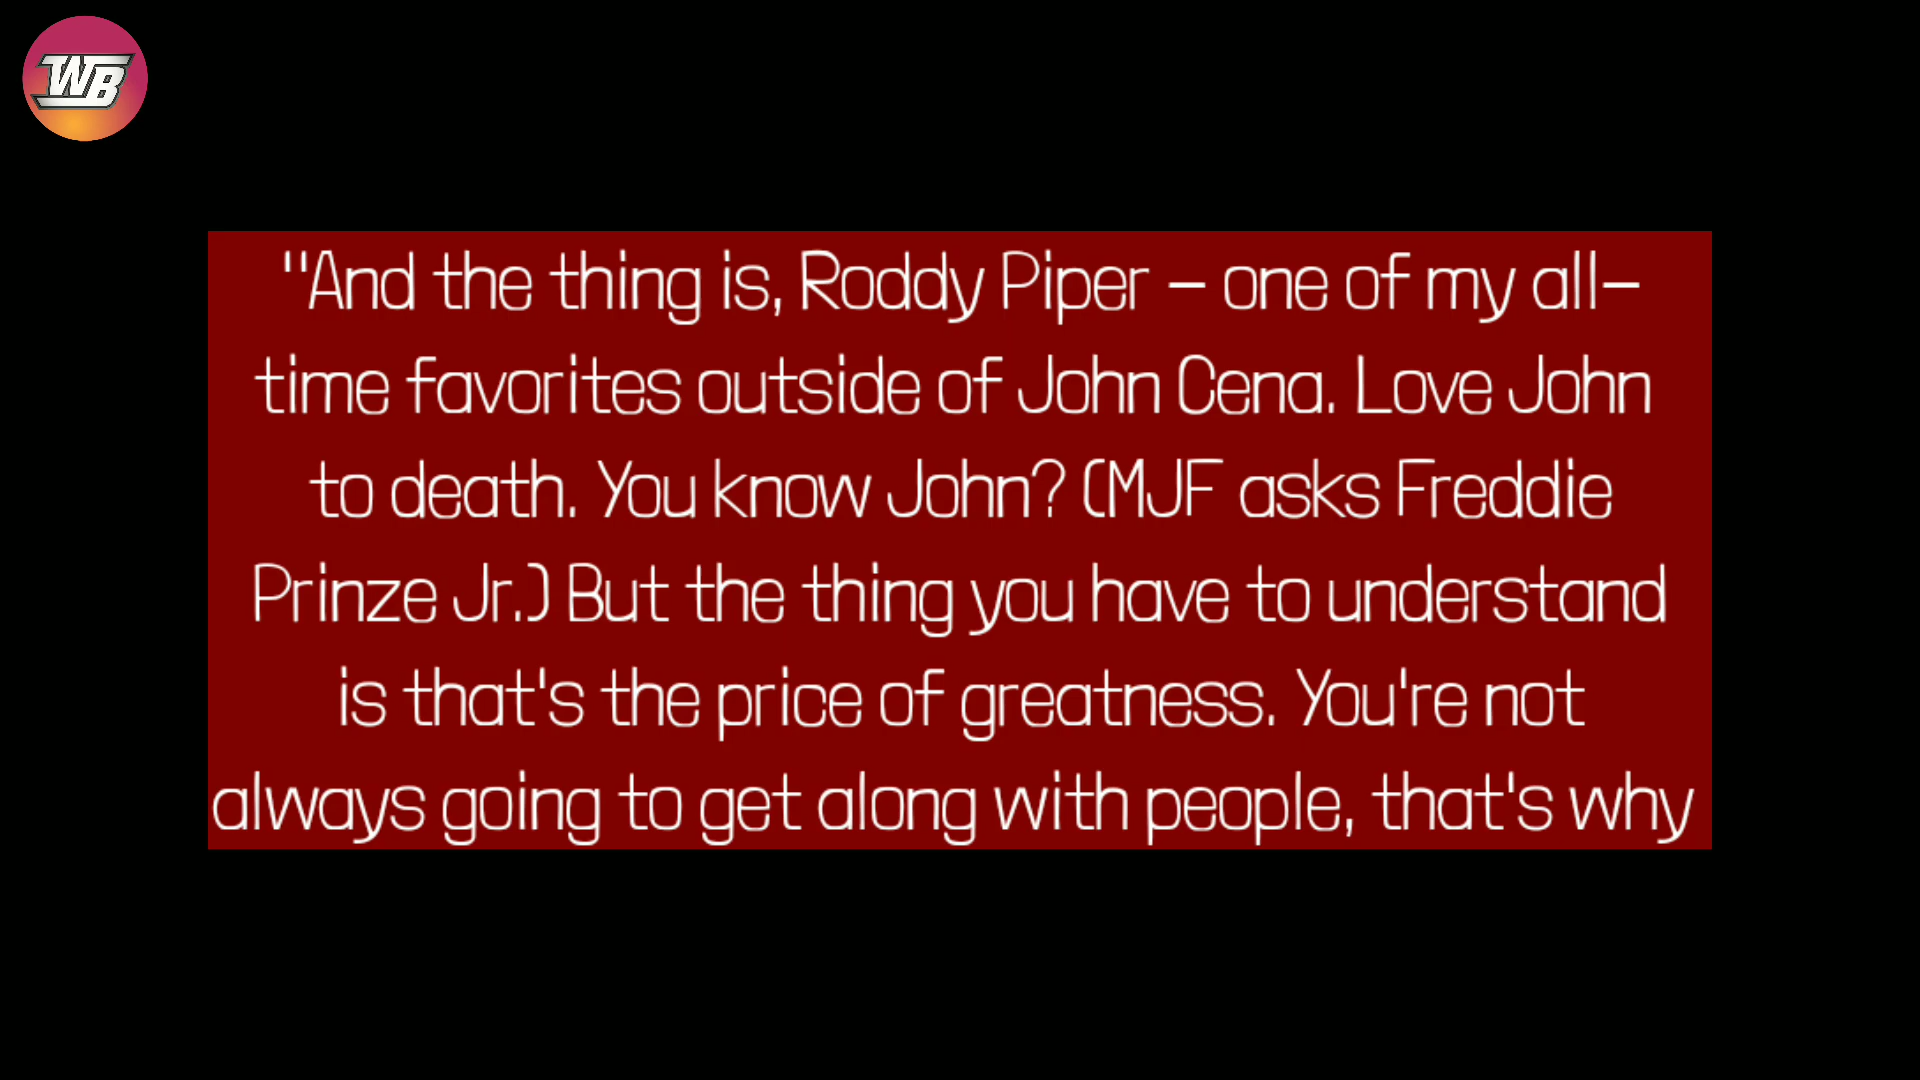 WB
"And the thing is, Roddy Piper – one of my all-
time favorites outside of John Cena. Love John
to death. You know John? (MJF asks Freddie
Prinze Jr.) But the thing you have to understand
is that's the price of greatness. You're not
always going to get along with people, that's why